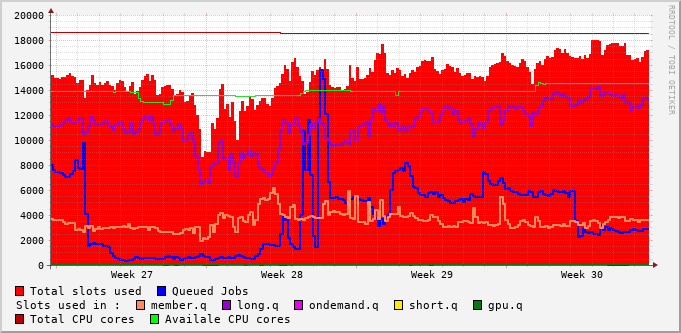 20000
18000
16000
14000
12000
10000
8000
6000
4000
2000
0
Week 27 Week 28 Week 29 Week 30
RRDTOOL / TOBI OETIKER
Total slots used Queued Jobs
Slots used in : member.q long.q ondemand.q short.q gpu.q
Total CPU cores Availale CPU cores